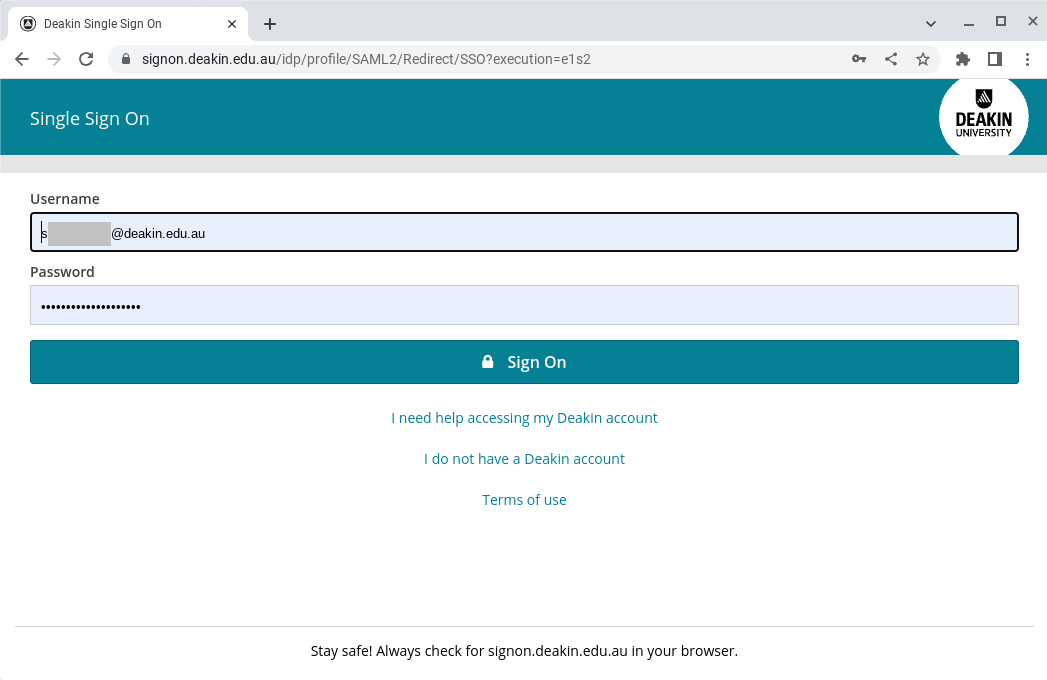 Deakin Single Sign On
signon.deakin.edu.au/idp/profile/SAML2/Redirect/SSO?execution=e1s2
Single Sign On
DEAKIN
UNIVERSITY
Username
s @deakin.edu.au
Password
••••••••••••••••••••
Sign On
I need help accessing my Deakin account
I do not have a Deakin account
Terms of use
Stay safe! Always check for signon.deakin.edu.au in your browser.